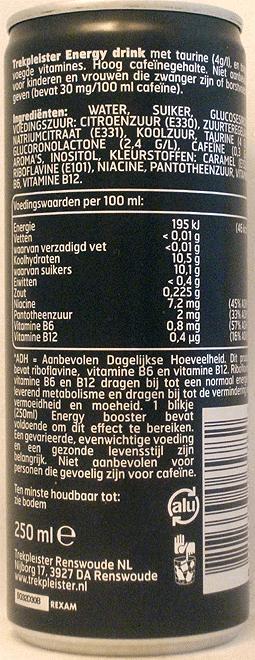 Trekpleister Energy drink met taurine (4g/l), en
voegde vitamines. Hoog cafeïnegehalte. Niet
voor kinderen en vrouwen die zwanger zijn of
geven (bevat 30 mg/100 ml cafeïne).
Ingrediënten: WATER, SUIKER,
VOEDINGSZUUR: CITROENZUUR (E330),
NATRIUMCITRAAT (E331), KOOLZUUR, TAURINE
GLUCORONOLACTONE (2,4 G/L), CAFEÏNE
AROMA'S, INOSITOL, KLEURSTOFFEN: CARAMEL
RIBOFLAVINE (E101), NIACINE, PANTOTHEENZUUR,
B6, VITAMINE B12.
Voedingswaarden per 100 ml:
Energie 195 kJ
Vetten < 0,01 g
waarvan verzadigd vet <0,01 g
Koolhydraten 10,5 g
waarvan suikers 10,1 g
Eiwitten < 0,4 g
Zout 0,225 g
Niacine 7,2 mg (45%
Pantotheenzuur 2 mg (33%
Vitamine B6 0,8 mg (57%
Vitamine B12 0,4 µg (16%
*ADH = Aanbevolen Dagelijkse Hoeveelheid. Dit
bevat riboflavine, vitamine B6 en vitamine B12.
vitamine B6 en B12 dragen bij tot een normaal
leverend metabolisme en dragen bij tot de vermindering
vermoeidheid en moeheid. 1 blikje
(250ml) Energy booster bevat
voldoende om dit effect te bereiken.
Een gevarieerde, evenwichtige voeding
en een gezonde levensstijl zijn
belangrijk. Niet aanbevolen voor
personen die gevoelig zijn voor cafeïne.
Ten minste houdbaar tot:
zie bodem
alu
250 ml e
Trekpleister Renswoude NL
Nijborg 17, 3927 DA Renswoude
www.trekpleister.nl
REXAM